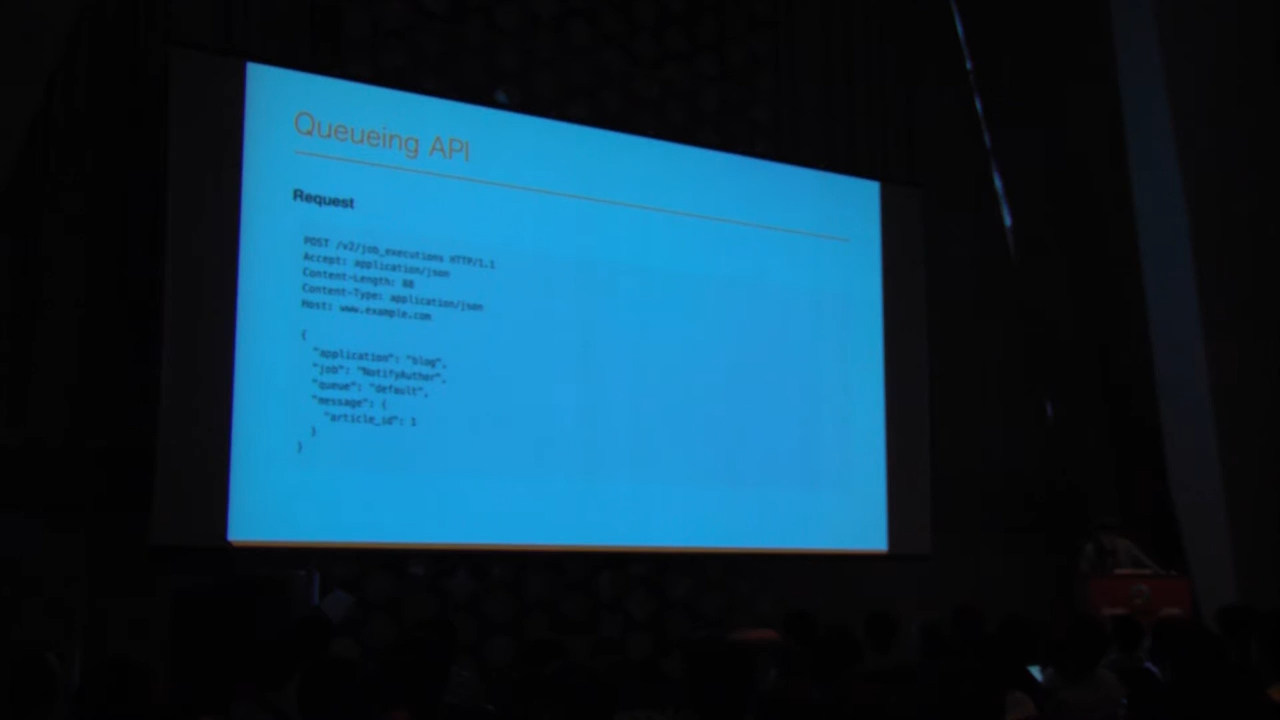 Queueing API
Request
POST /v2/job_executions HTTP/1.1
Accept: application/json
Content-Length: 80
Content-Type: application/json
Host: www.example.com
{
"application": "blog",
"job": "NotifyAuthor",
"queue": "default",
"message": {
"article_id": 1
}
}